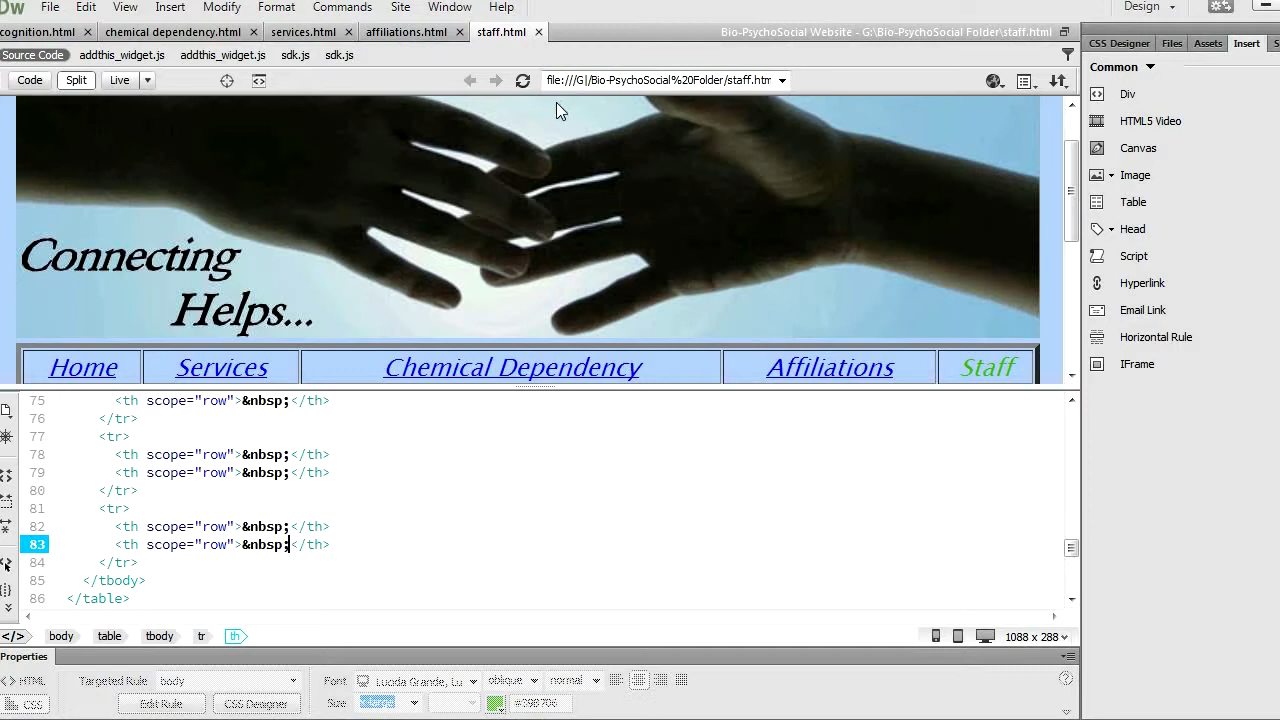 Dw File Edit View Insert Modify Format Commands Site Window Help Design
cognition.html × chemical dependency.html × services.html × affiliations.html × staff.html × Bio-PsychoSocial Website - G:\Bio-PsychoSocial Folder\staff.html
Source Code addthis_widget.js addthis_widget.js sdk.js sdk.js
Code Split Live file:///G|/Bio-PsychoSocial%20Folder/staff.htm
Connecting
Helps...
Home Services Chemical Dependency Affiliations Staff
75 <th scope="row">&nbsp;</th>
76 </tr>
77 <tr>
78 <th scope="row">&nbsp;</th>
79 <th scope="row">&nbsp;</th>
80 </tr>
81 <tr>
82 <th scope="row">&nbsp;</th>
83 <th scope="row">&nbsp;</th>
84 </tr>
85 </tbody>
86 </table>
</> body table tbody tr th 1088 x 288
Properties
<> HTML Targeted Rule body Font Lucida Grande, Lu oblique normal
CSS Edit Rule CSS Designer Size
CSS Designer Files Assets Insert S
Common
Div
HTML5 Video
Canvas
Image
Table
Head
Script
Hyperlink
Email Link
Horizontal Rule
IFrame